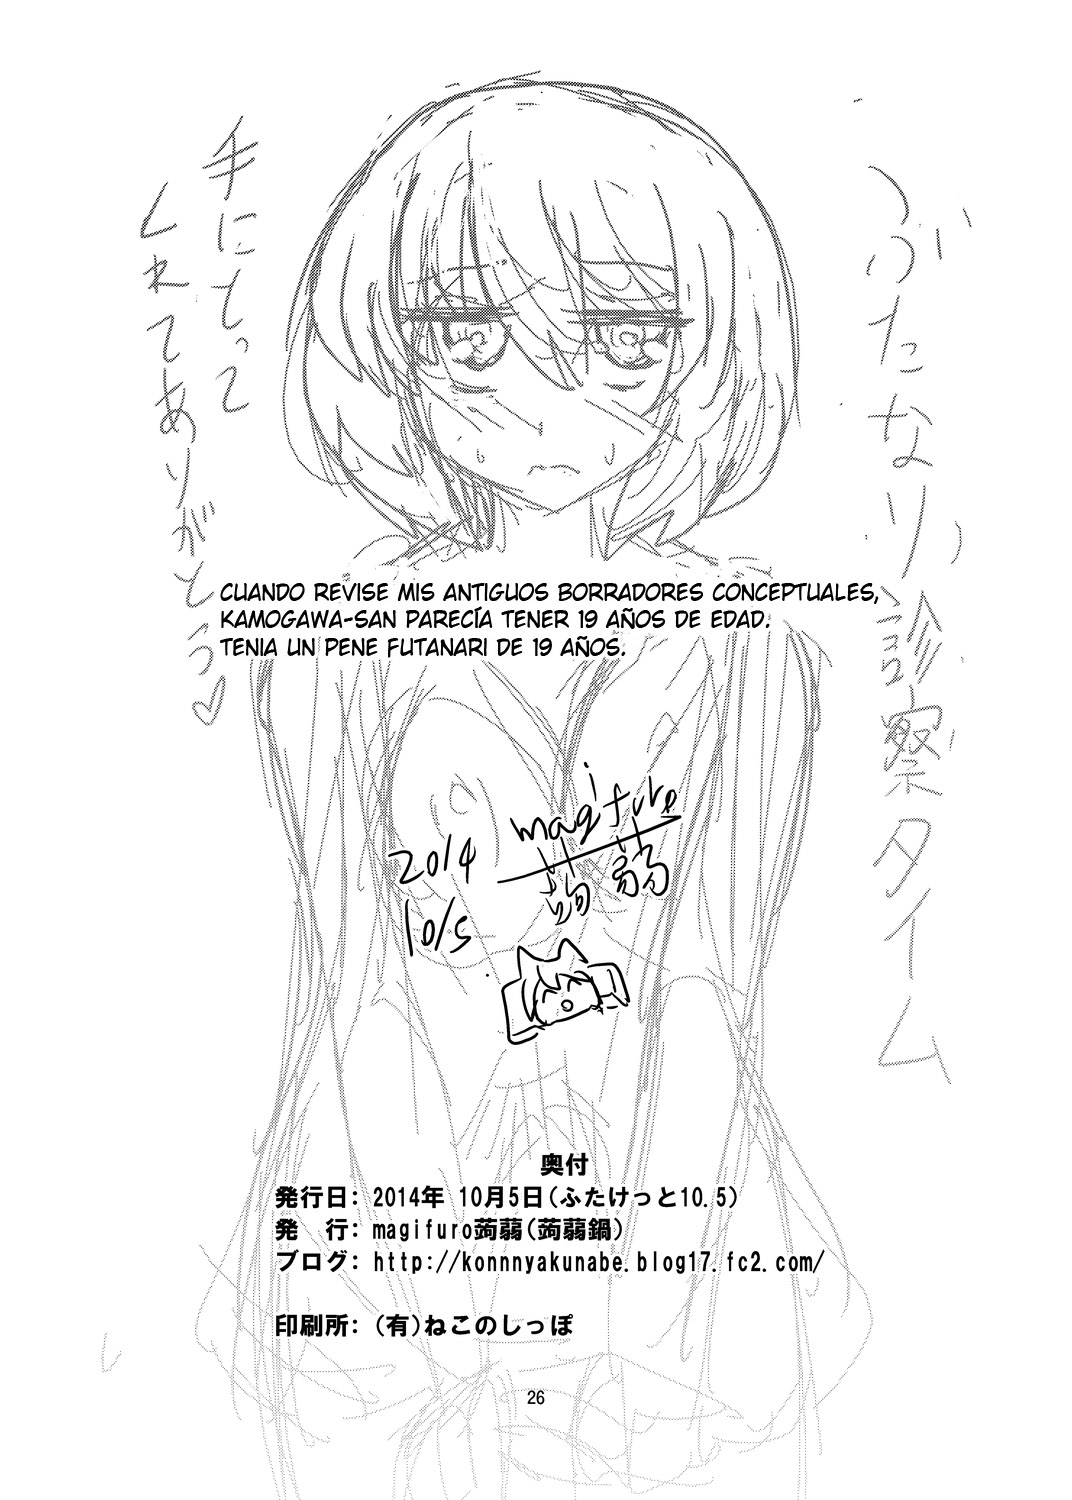 ふたなり診察タイム
手にもって
くれてありがとう♡
CUANDO REVISE MIS ANTIGUOS BORRADORES CONCEPTUALES,
KAMOGAWA-SAN PARECÍA TENER 19 AÑOS DE EDAD.
TENIA UN PENE FUTANARI DE 19 AÑOS.
magifuro
蒟蒻
2014
10/5
奥付
発行日: 2014年 10月5日(ふたけっと10.5)
発　行: magifuro蒟蒻(蒟蒻鍋)
ブログ: http://konnnyakunabe.blog17.fc2.com/
印刷所: (有)ねこのしっぽ
26